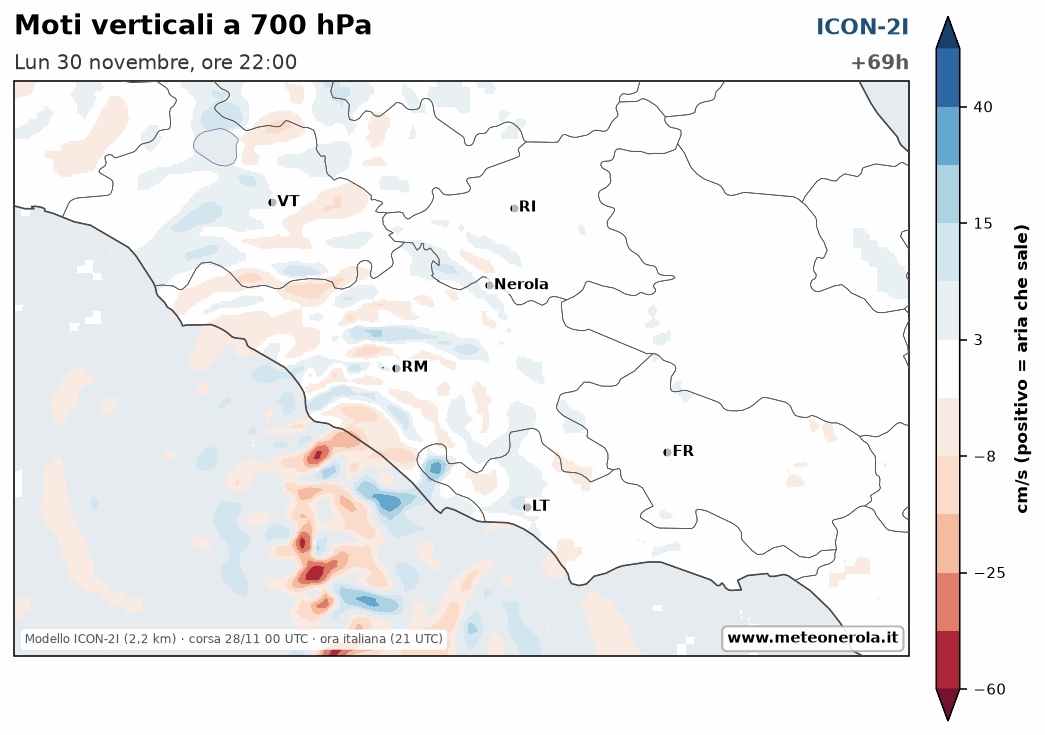 Moti verticali a 700 hPa
ICON-2I
Lun 30 novembre, ore 22:00
+69h
VT
RI
Nerola
RM
FR
LT
40
15
3
−8
−25
−60
cm/s (positivo = aria che sale)
Modello ICON-2I (2,2 km) · corsa 28/11 00 UTC · ora italiana (21 UTC)
www.meteonerola.it